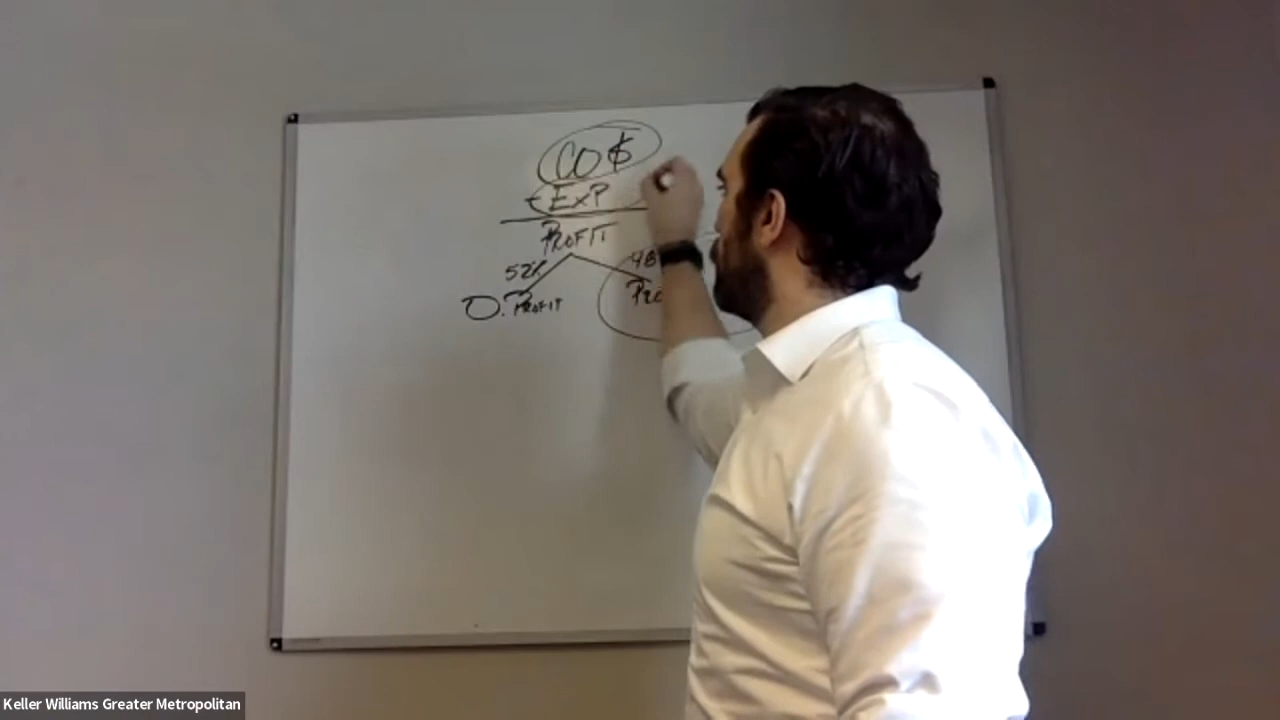 CO $
- EXP
PROFIT
52% 48
O. PROFIT PRO
Keller Williams Greater Metropolitan